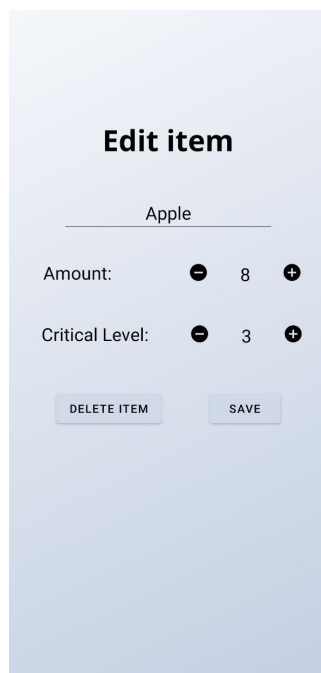 Edit item
Apple
Amount: 8
Critical Level: 3
DELETE ITEM SAVE